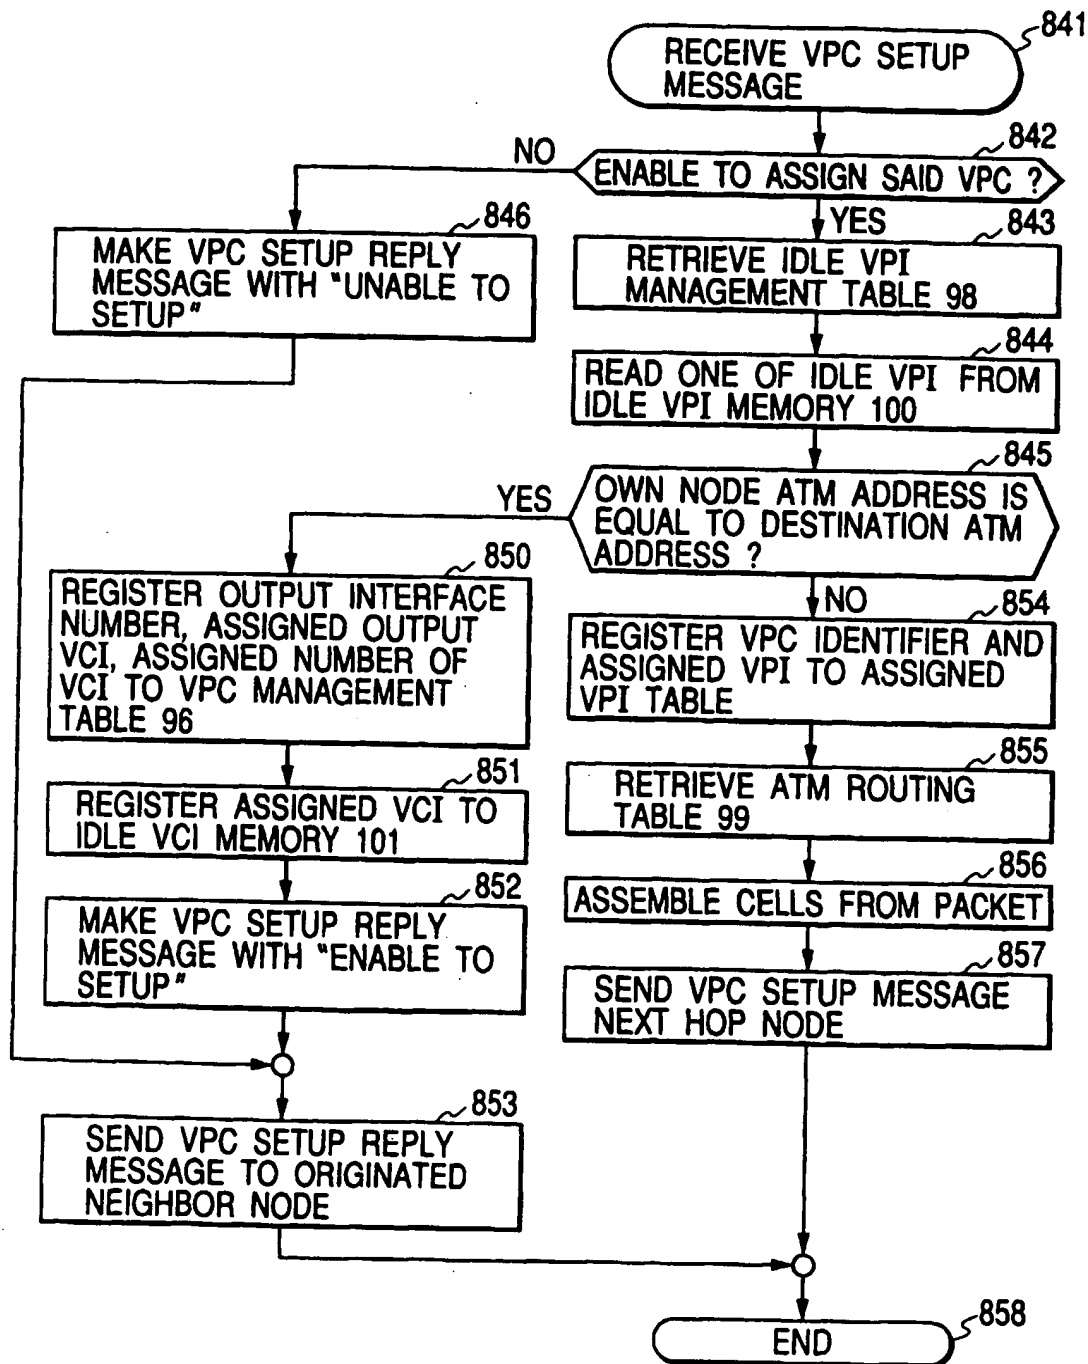 841
RECEIVE VPC SETUP
MESSAGE
842
NO
ENABLE TO ASSIGN SAID VPC ?
YES
846
MAKE VPC SETUP REPLY
MESSAGE WITH "UNABLE TO
SETUP"
843
RETRIEVE IDLE VPI
MANAGEMENT TABLE 98
844
READ ONE OF IDLE VPI FROM
IDLE VPI MEMORY 100
845
YES
OWN NODE ATM ADDRESS IS
EQUAL TO DESTINATION ATM
ADDRESS ?
NO
850
REGISTER OUTPUT INTERFACE
NUMBER, ASSIGNED OUTPUT
VCI, ASSIGNED NUMBER OF
VCI TO VPC MANAGEMENT
TABLE 96
854
REGISTER VPC IDENTIFIER AND
ASSIGNED VPI TO ASSIGNED
VPI TABLE
851
REGISTER ASSIGNED VCI TO
IDLE VCI MEMORY 101
855
RETRIEVE ATM ROUTING
TABLE 99
852
MAKE VPC SETUP REPLY
MESSAGE WITH "ENABLE TO
SETUP"
856
ASSEMBLE CELLS FROM PACKET
857
SEND VPC SETUP MESSAGE
NEXT HOP NODE
853
SEND VPC SETUP REPLY
MESSAGE TO ORIGINATED
NEIGHBOR NODE
858
END